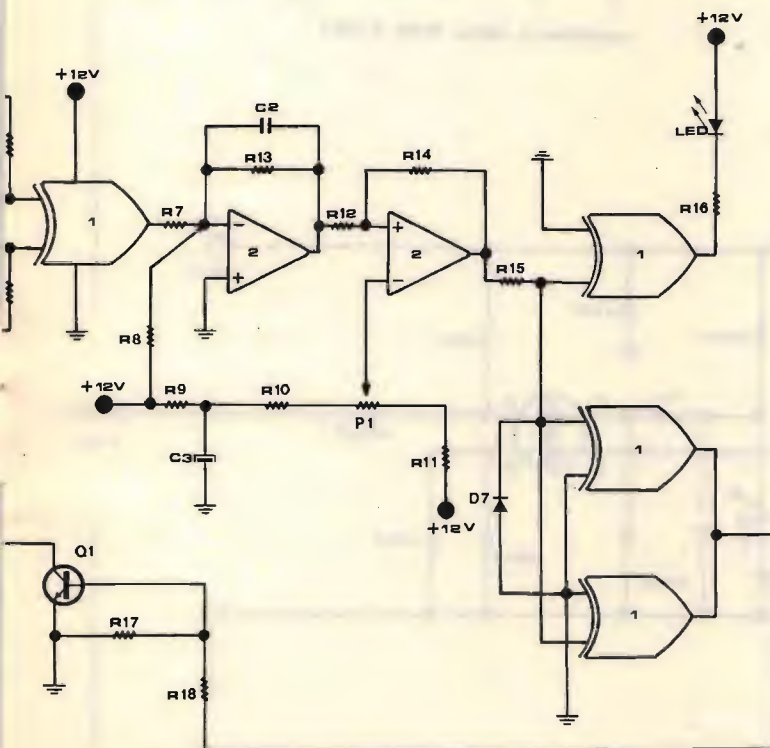 +12V
+12V
C2
LED
R13
R14
R16
1
R7
-
2
+
R12
+
2
-
R15
1
R8
+12V
R9
R10
P1
C3
R11
+12V
D7
1
Q1
1
R17
R18